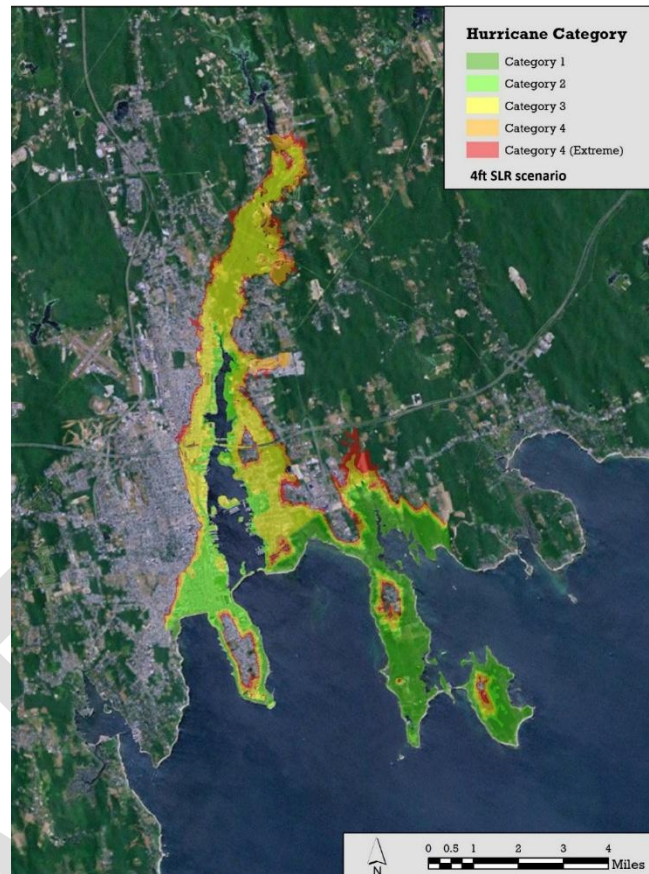 Hurricane Category
Category 1
Category 2
Category 3
Category 4
Category 4 (Extreme)
4ft SLR scenario
0 0.5 1 2 3 4
Miles
N